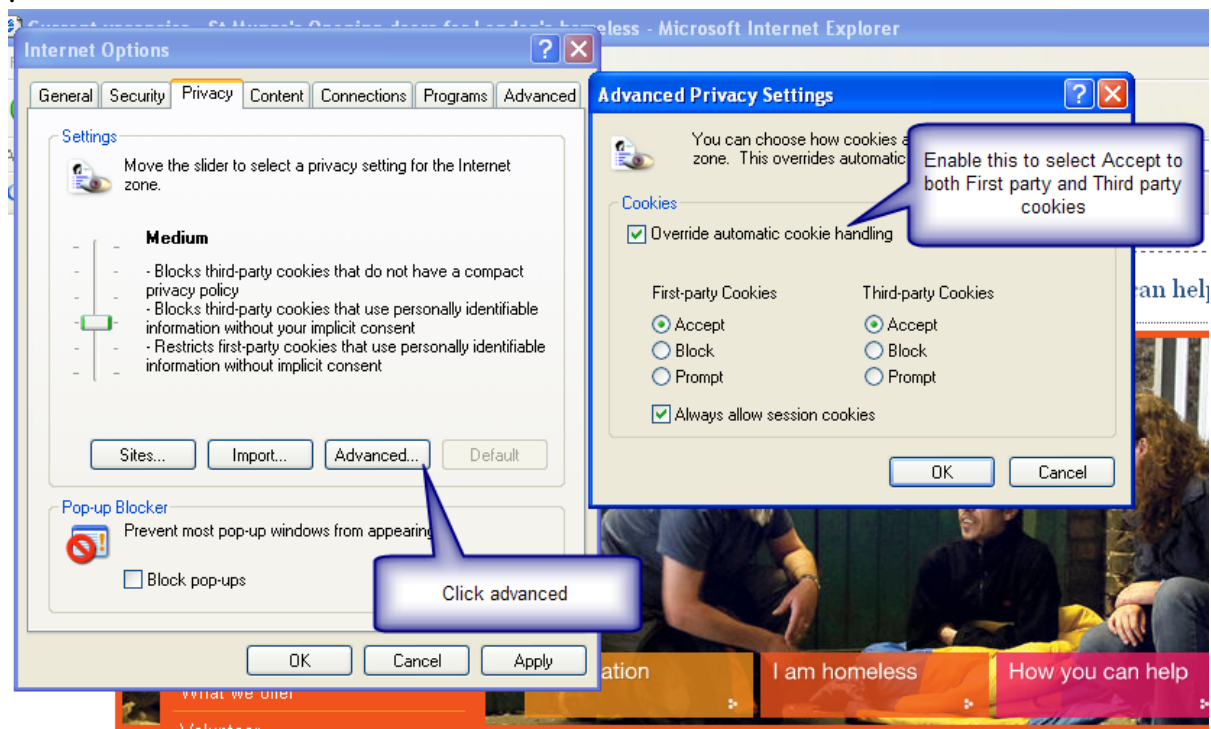 Current vacancies - St Mungo's Opening doors for London's homeless - Microsoft Internet Explorer
Internet Options
General Security Privacy Content Connections Programs Advanced
Settings
Move the slider to select a privacy setting for the Internet
zone.
Medium
- Blocks third-party cookies that do not have a compact
privacy policy
- Blocks third-party cookies that use personally identifiable
information without your implicit consent
- Restricts first-party cookies that use personally identifiable
information without implicit consent
Sites... Import... Advanced... Default
Pop-up Blocker
Prevent most pop-up windows from appearing
Block pop-ups
Click advanced
OK Cancel Apply
Advanced Privacy Settings
You can choose how cookies a
zone. This overrides automatic
Enable this to select Accept to
both First party and Third party
cookies
Cookies
Override automatic cookie handling
First-party Cookies Third-party Cookies
Accept Accept
Block Block
Prompt Prompt
Always allow session cookies
OK Cancel
can help
ation
I am homeless
How you can help
What we offer
Volunteer